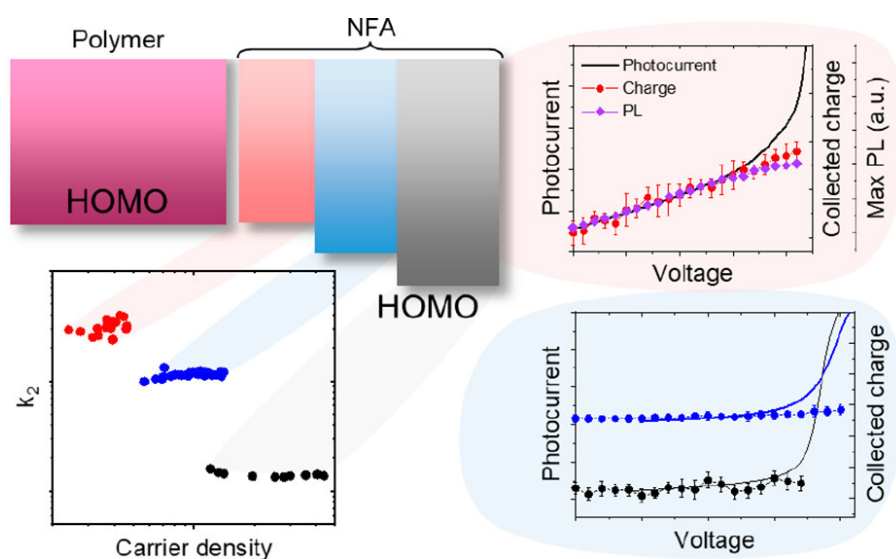 Polymer
NFA
HOMO
HOMO
Photocurrent
Charge
PL
Photocurrent
Collected charge
Max PL (a.u.)
Voltage
k₂
Carrier density
Photocurrent
Collected charge
Voltage